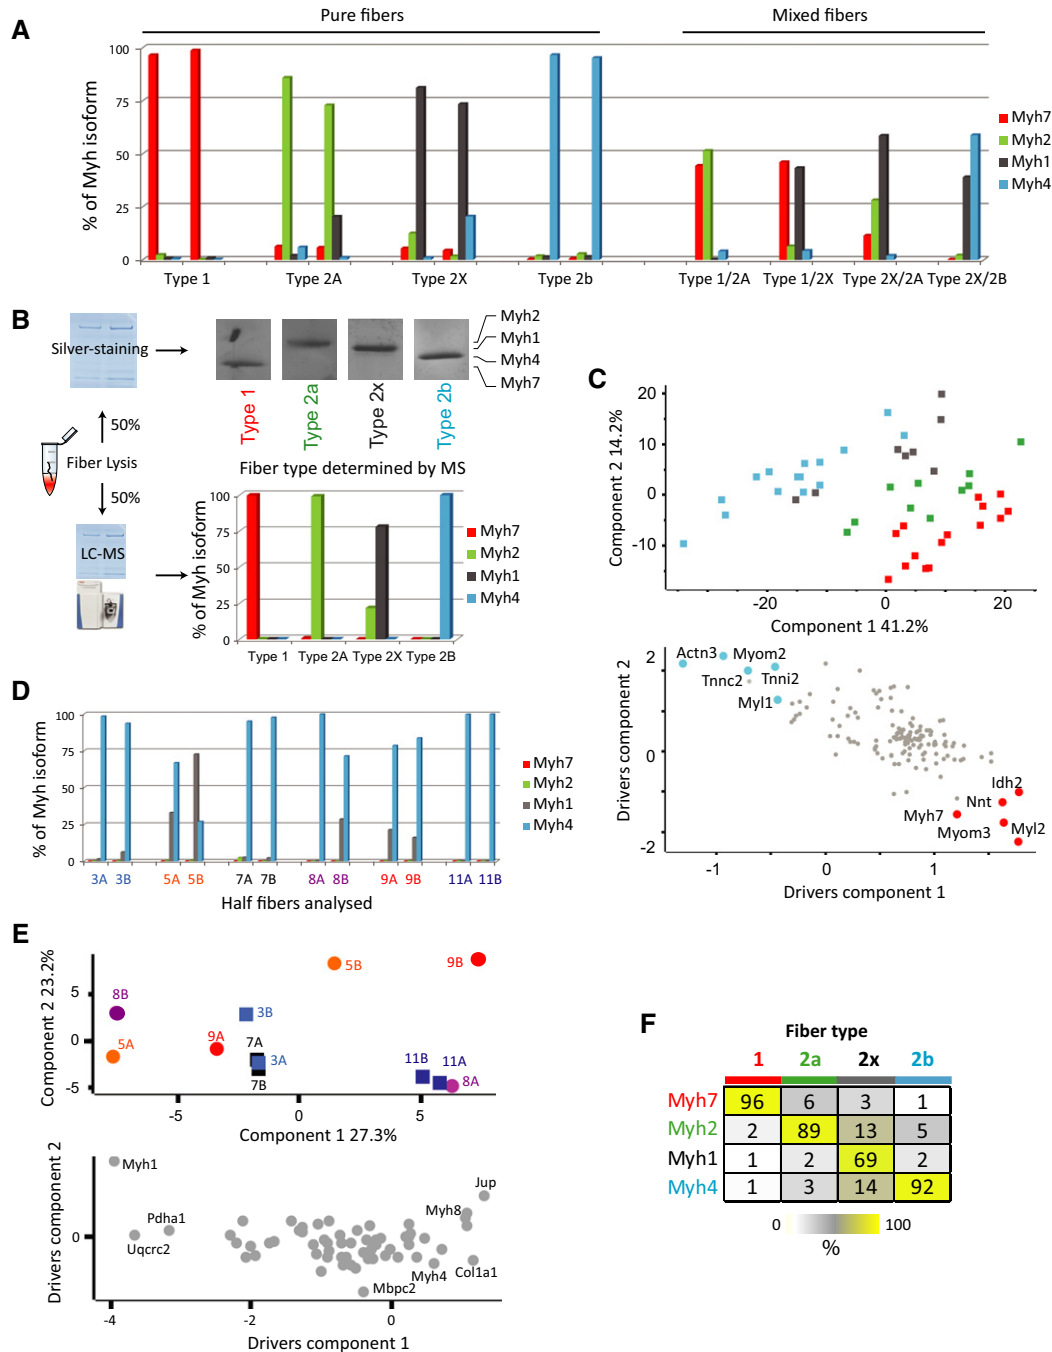 A
Pure fibers
Mixed fibers
% of Myh isoform
100
75
50
25
0
Type 1
Type 2A
Type 2X
Type 2b
Type 1/2A
Type 1/2X
Type 2X/2A
Type 2X/2B
Myh7
Myh2
Myh1
Myh4
B
Silver-staining
50%
Fiber Lysis
50%
LC-MS
Myh2
Myh1
Myh4
Myh7
Type 1
Type 2a
Type 2x
Type 2b
Fiber type determined by MS
% of Myh isoform
100
75
50
25
0
Type 1
Type 2A
Type 2X
Type 2B
Myh7
Myh2
Myh1
Myh4
C
Component 2 14.2%
20
10
0
-10
-20
0
20
Component 1 41.2%
Drivers component 2
2
0
-2
Actn3
Myom2
Tnnc2
Tnni2
Myl1
Idh2
Nnt
Myh7
Myom3
Myl2
-1
0
1
Drivers component 1
D
% of Myh isoform
100
75
50
25
0
3A
3B
5A
5B
7A
7B
8A
8B
9A
9B
11A
11B
Half fibers analysed
Myh7
Myh2
Myh1
Myh4
E
Component 2 23.2%
5
0
-5
8B
5A
9A
3B
7A
3A
7B
5B
9B
11B
11A
8A
-5
0
5
Component 1 27.3%
Drivers component 2
0
Myh1
Pdha1
Uqcrc2
Jup
Myh8
Myh4
Col1a1
Mbpc2
-4
-2
0
Drivers component 1
F
Fiber type
1 2a 2x 2b
Myh7 96 6 3 1
Myh2 2 89 13 5
Myh1 1 2 69 2
Myh4 1 3 14 92
0 100
%